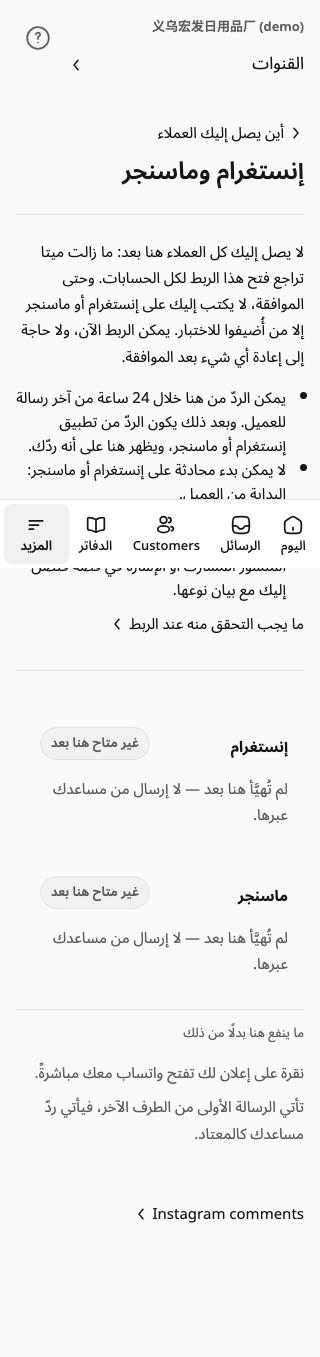 义乌宏发日用品厂 (demo)
القنوات
أين يصل إليك العملاء
إنستغرام وماسنجر
لا يصل إليك كل العملاء هنا بعد: ما زالت ميتا
تراجع فتح هذا الربط لكل الحسابات. وحتى
الموافقة، لا يكتب إليك على إنستغرام أو ماسنجر
إلا من أُضيفوا للاختبار. يمكن الربط الآن، ولا حاجة
إلى إعادة أي شيء بعد الموافقة.
يمكن الردّ من هنا خلال 24 ساعة من آخر رسالة
للعميل. وبعد ذلك يكون الردّ من تطبيق
إنستغرام أو ماسنجر، ويظهر هنا على أنه ردّك.
لا يمكن بدء محادثة على إنستغرام أو ماسنجر:
البداية من العميل.
اليوم
الرسائل
Customers
الدفاتر
المزيد
إليك مع بيان نوعها.
ما يجب التحقق منه عند الربط
إنستغرام
غير متاح هنا بعد
لم تُهيَّأ هنا بعد — لا إرسال من مساعدك
عبرها.
ماسنجر
غير متاح هنا بعد
لم تُهيَّأ هنا بعد — لا إرسال من مساعدك
عبرها.
ما ينفع هنا بدلًا من ذلك
نقرة على إعلان لك تفتح واتساب معك مباشرةً.
تأتي الرسالة الأولى من الطرف الآخر، فيأتي ردّ
مساعدك كالمعتاد.
Instagram comments